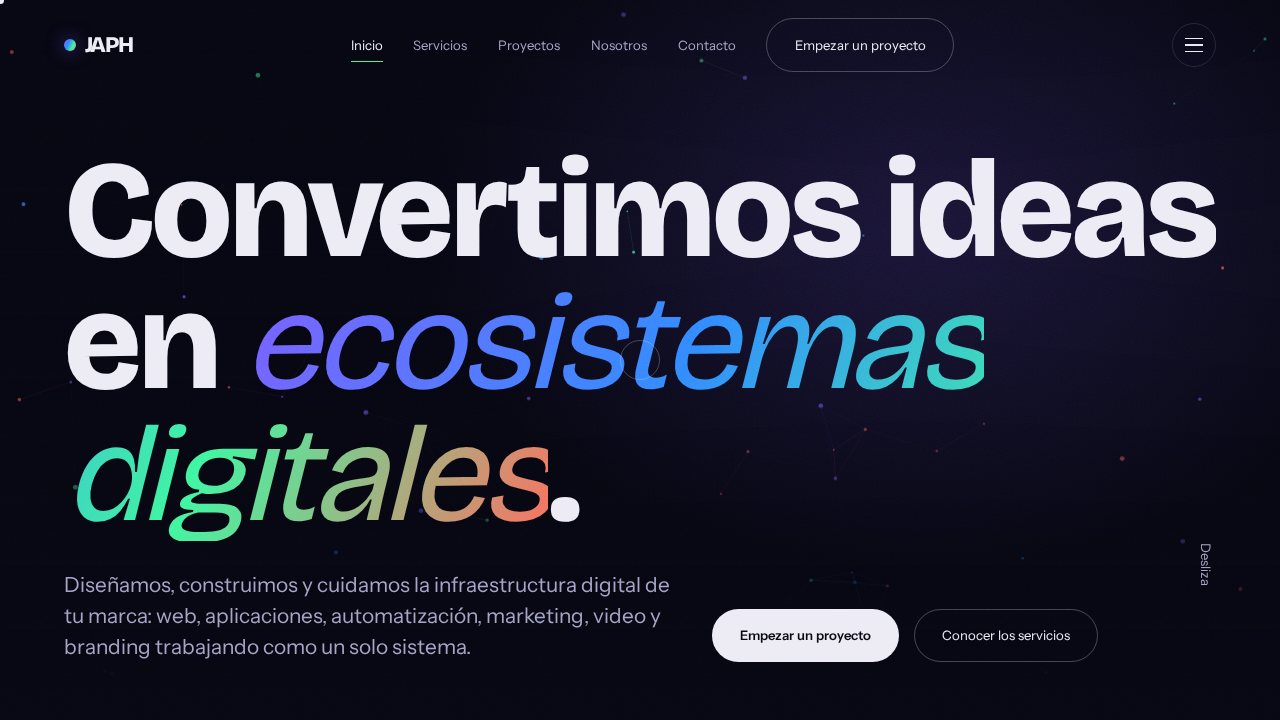 JAPH
Inicio
Servicios
Proyectos
Nosotros
Contacto
Empezar un proyecto
Convertimos ideas
en ecosistemas
digitales.
Desliza
Diseñamos, construimos y cuidamos la infraestructura digital de
tu marca: web, aplicaciones, automatización, marketing, video y
branding trabajando como un solo sistema.
Empezar un proyecto
Conocer los servicios